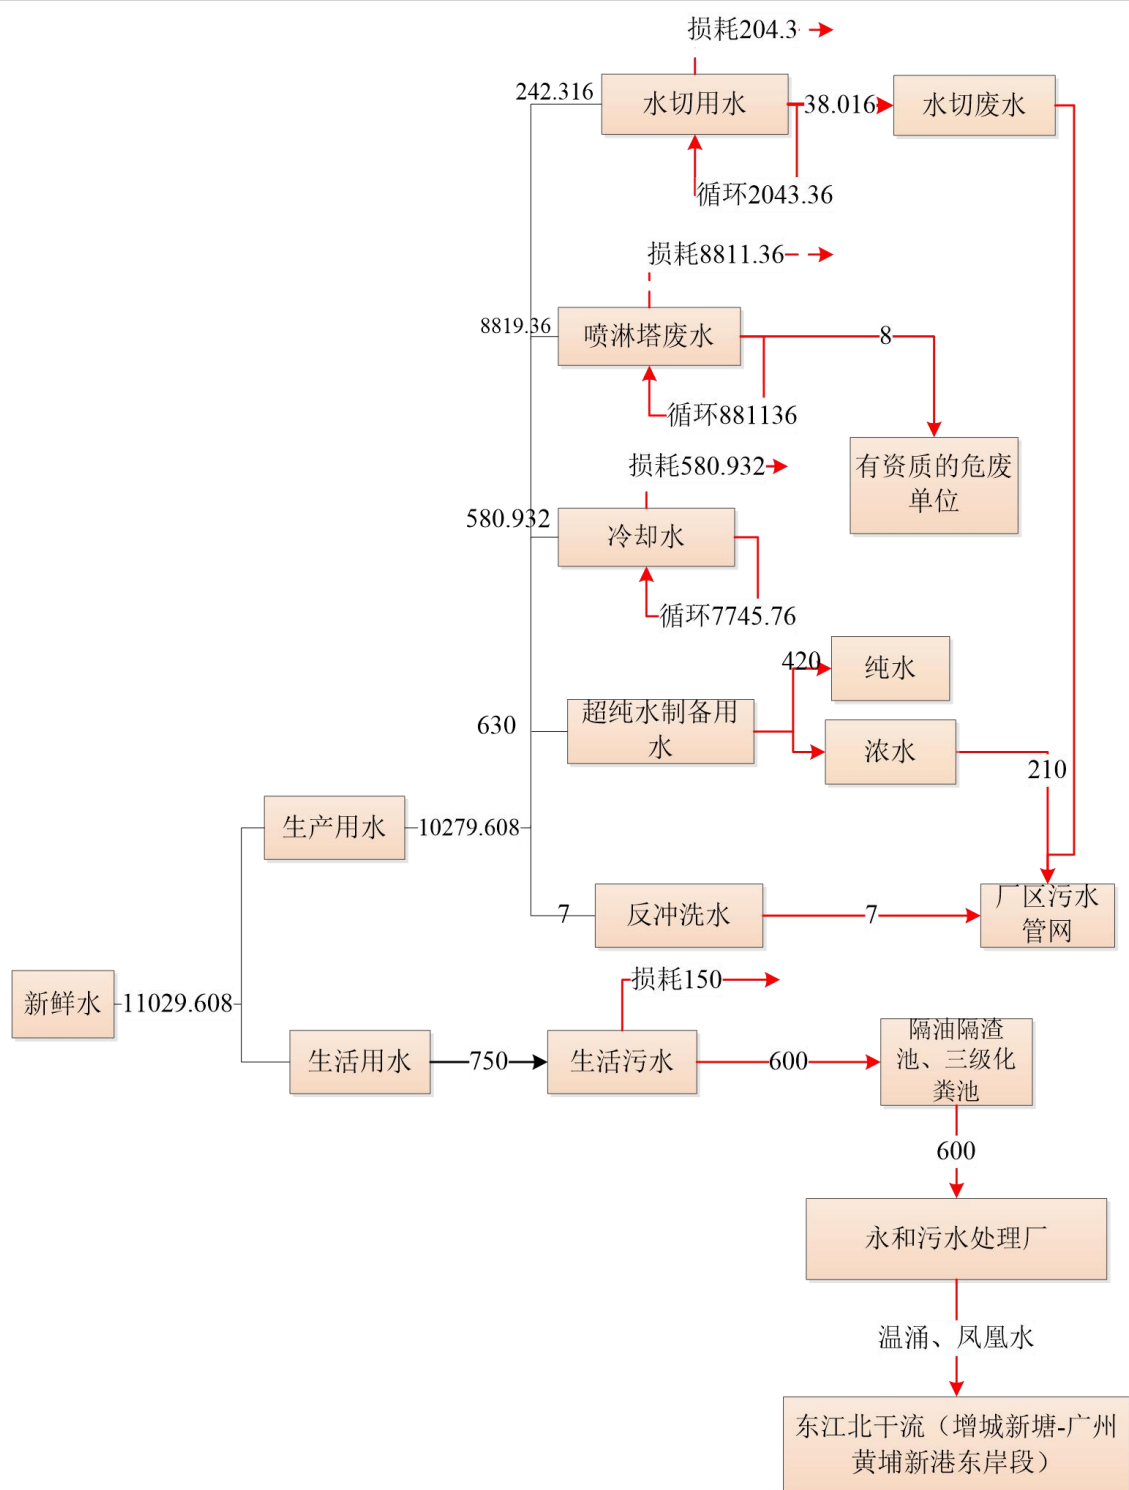 损耗204.3
242.316
水切用水
38.016
水切废水
循环2043.36
损耗8811.36
8819.36
喷淋塔废水
8
循环881136
有资质的危废
单位
损耗580.932
580.932
冷却水
循环7745.76
420
纯水
630
超纯水制备用
水
浓水
210
生产用水
10279.608
7
反冲洗水
7
厂区污水
管网
新鲜水
11029.608
损耗150
生活用水
750
生活污水
600
隔油隔渣
池、三级化
粪池
600
永和污水处理厂
温涌、凤凰水
东江北干流（增城新塘-广州
黄埔新港东岸段）